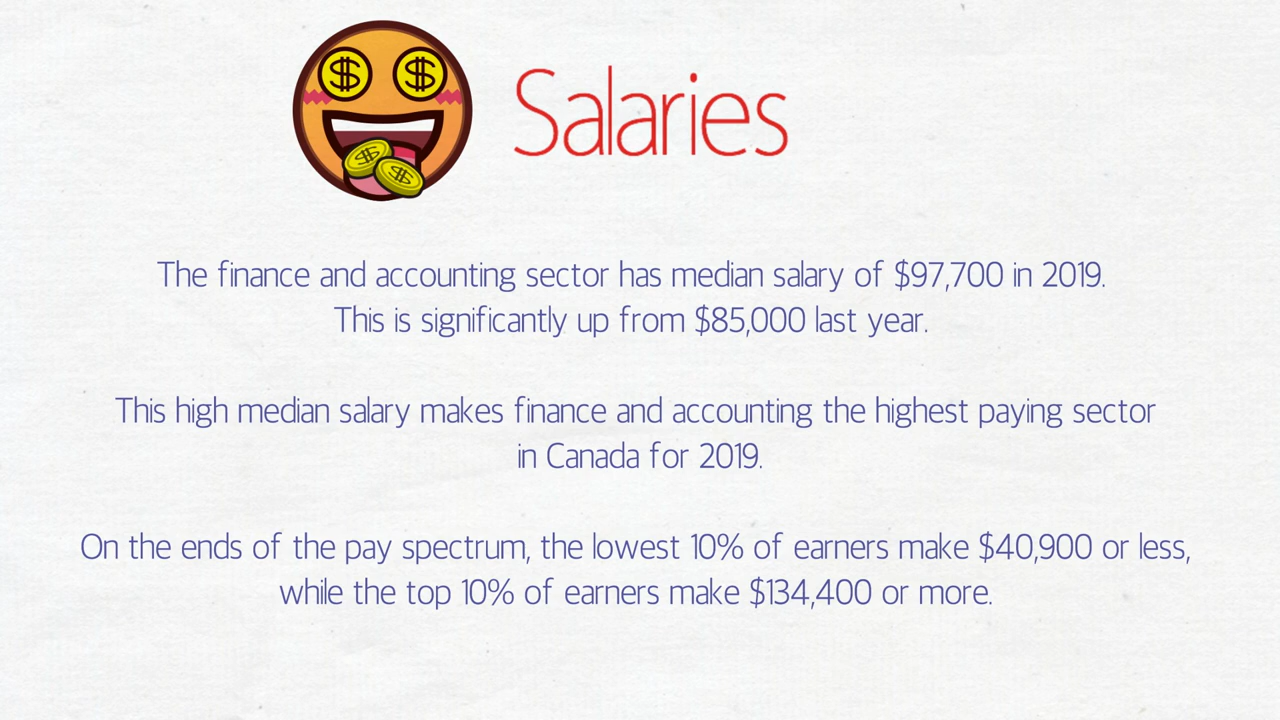 Salaries
The finance and accounting sector has median salary of $97,700 in 2019.
This is significantly up from $85,000 last year.
This high median salary makes finance and accounting the highest paying sector
in Canada for 2019.
On the ends of the pay spectrum, the lowest 10% of earners make $40,900 or less,
while the top 10% of earners make $134,400 or more.